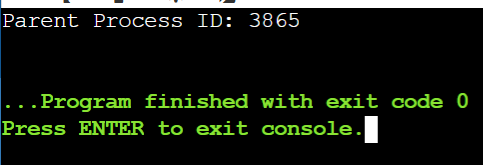 Parent Process ID: 3865
...Program finished with exit code 0
Press ENTER to exit console.